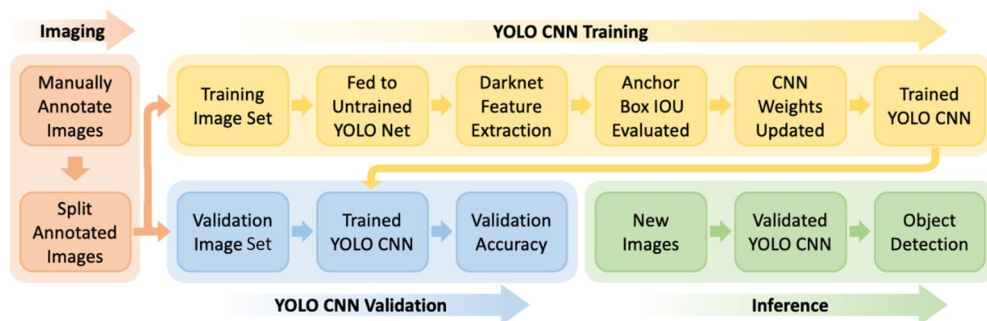 Imaging
YOLO CNN Training
Manually
Annotate
Images
Split
Annotated
Images
Training
Image Set
Fed to
Untrained
YOLO Net
Darknet
Feature
Extraction
Anchor
Box IOU
Evaluated
CNN
Weights
Updated
Trained
YOLO CNN
Validation
Image Set
Trained
YOLO CNN
Validation
Accuracy
New
Images
Validated
YOLO CNN
Object
Detection
YOLO CNN Validation
Inference